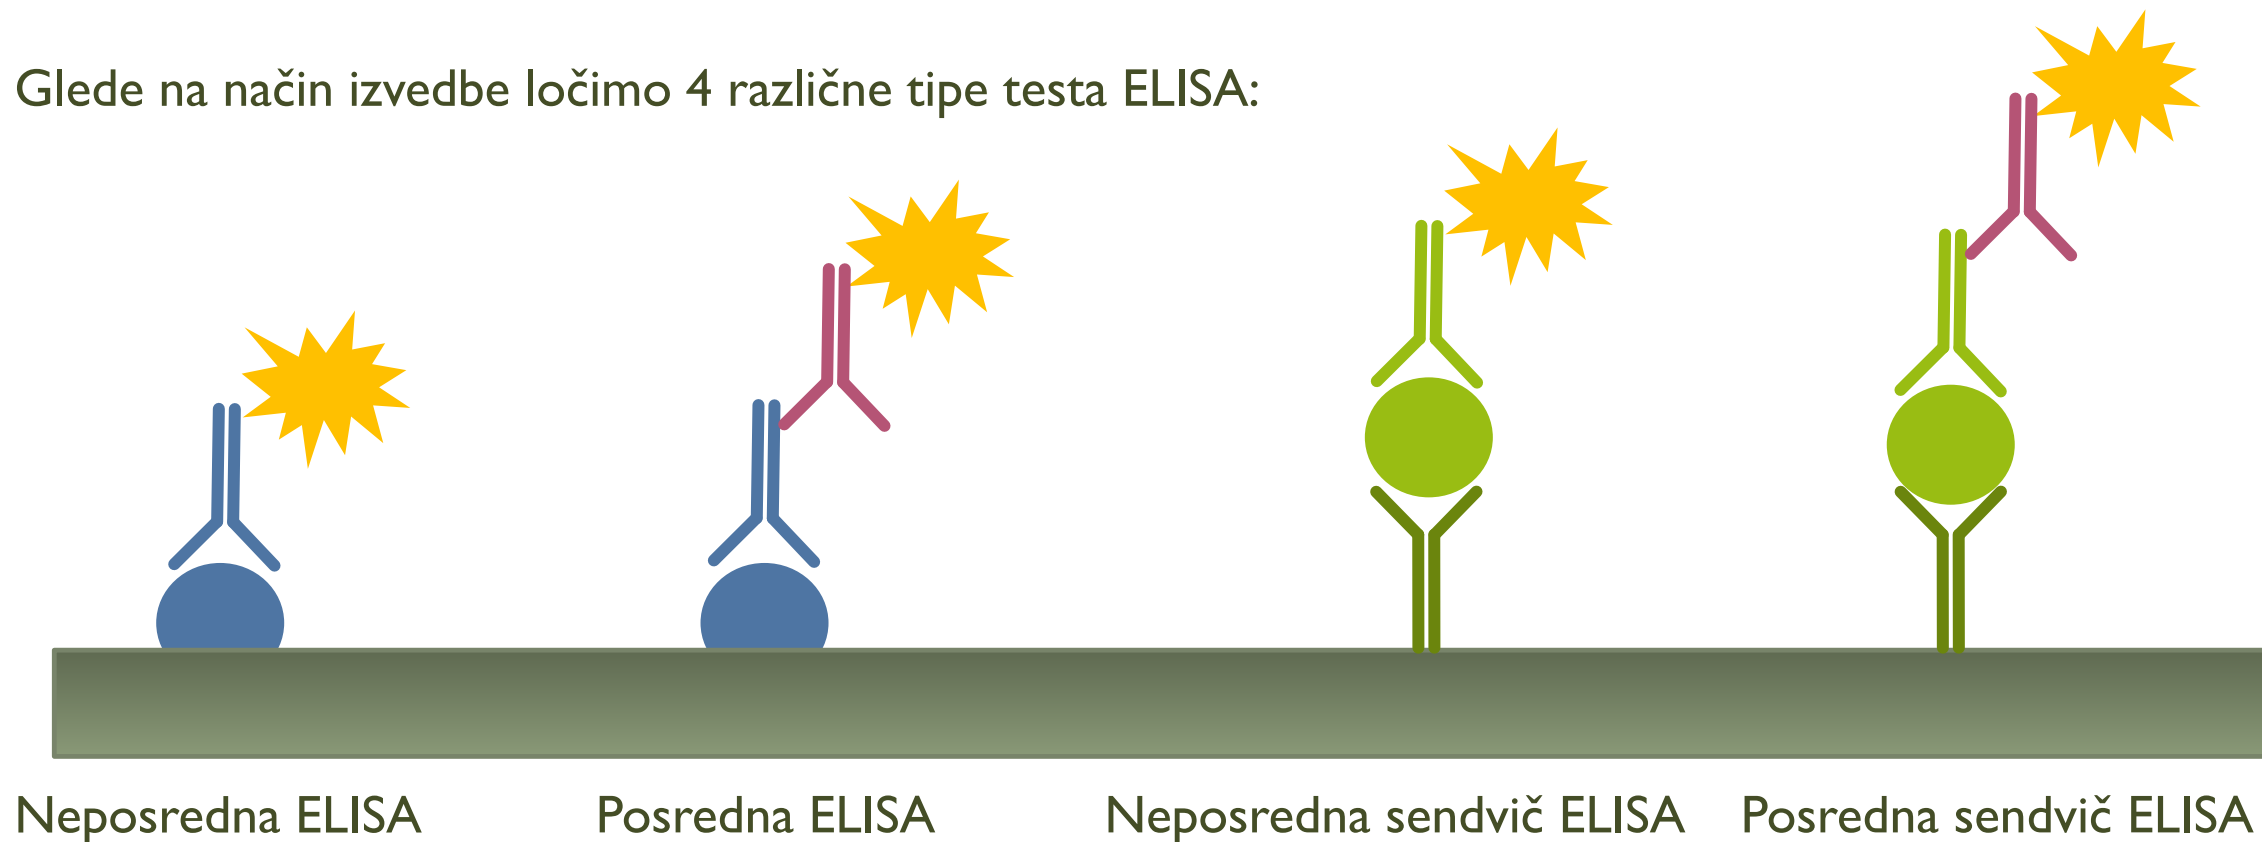 Glede na način izvedbe ločimo 4 različne tipe testa ELISA:
Neposredna ELISA
Posredna ELISA
Neposredna sendvič ELISA
Posredna sendvič ELISA